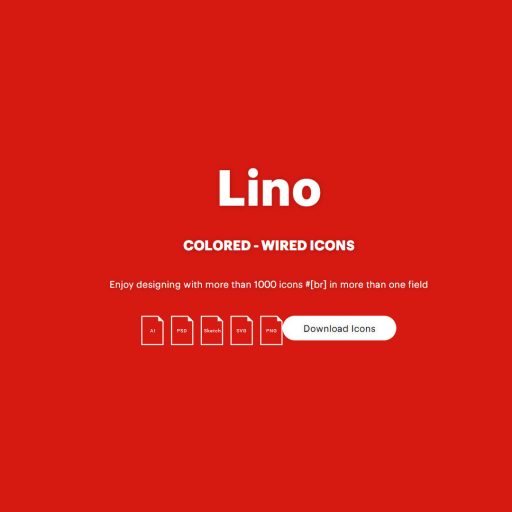 Lino
COLORED - WIRED ICONS
Enjoy designing with more than 1000 icons #[br] in more than one field
AI PSD Sketch SVG PNG Download Icons